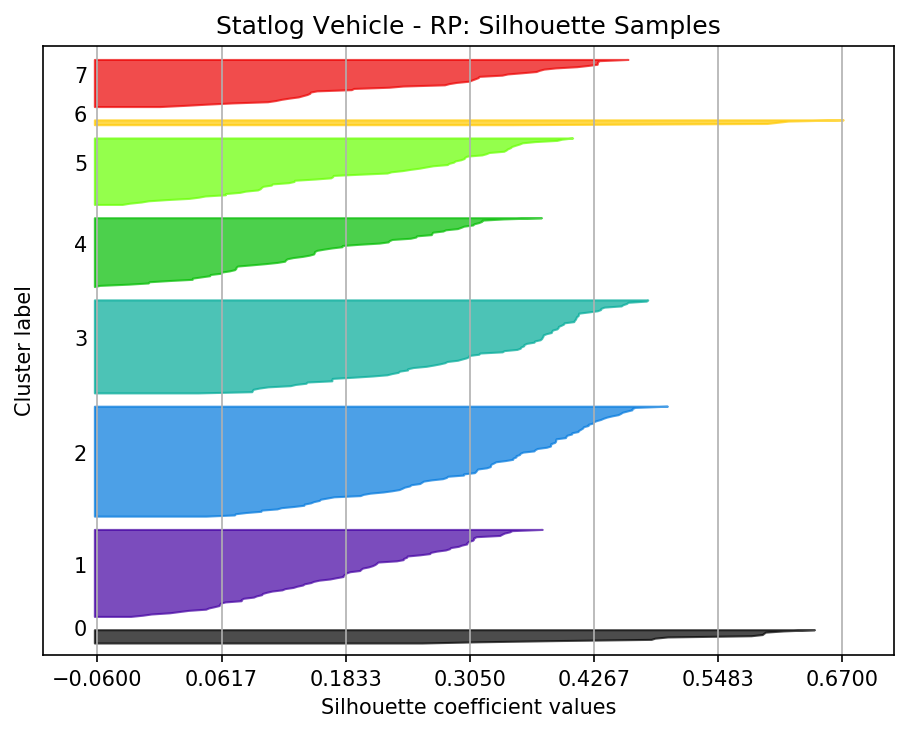 Statlog Vehicle - RP: Silhouette Samples
7
6
5
4
3
2
1
0
Cluster label
−0.0600 0.0617 0.1833 0.3050 0.4267 0.5483 0.6700
Silhouette coefficient values